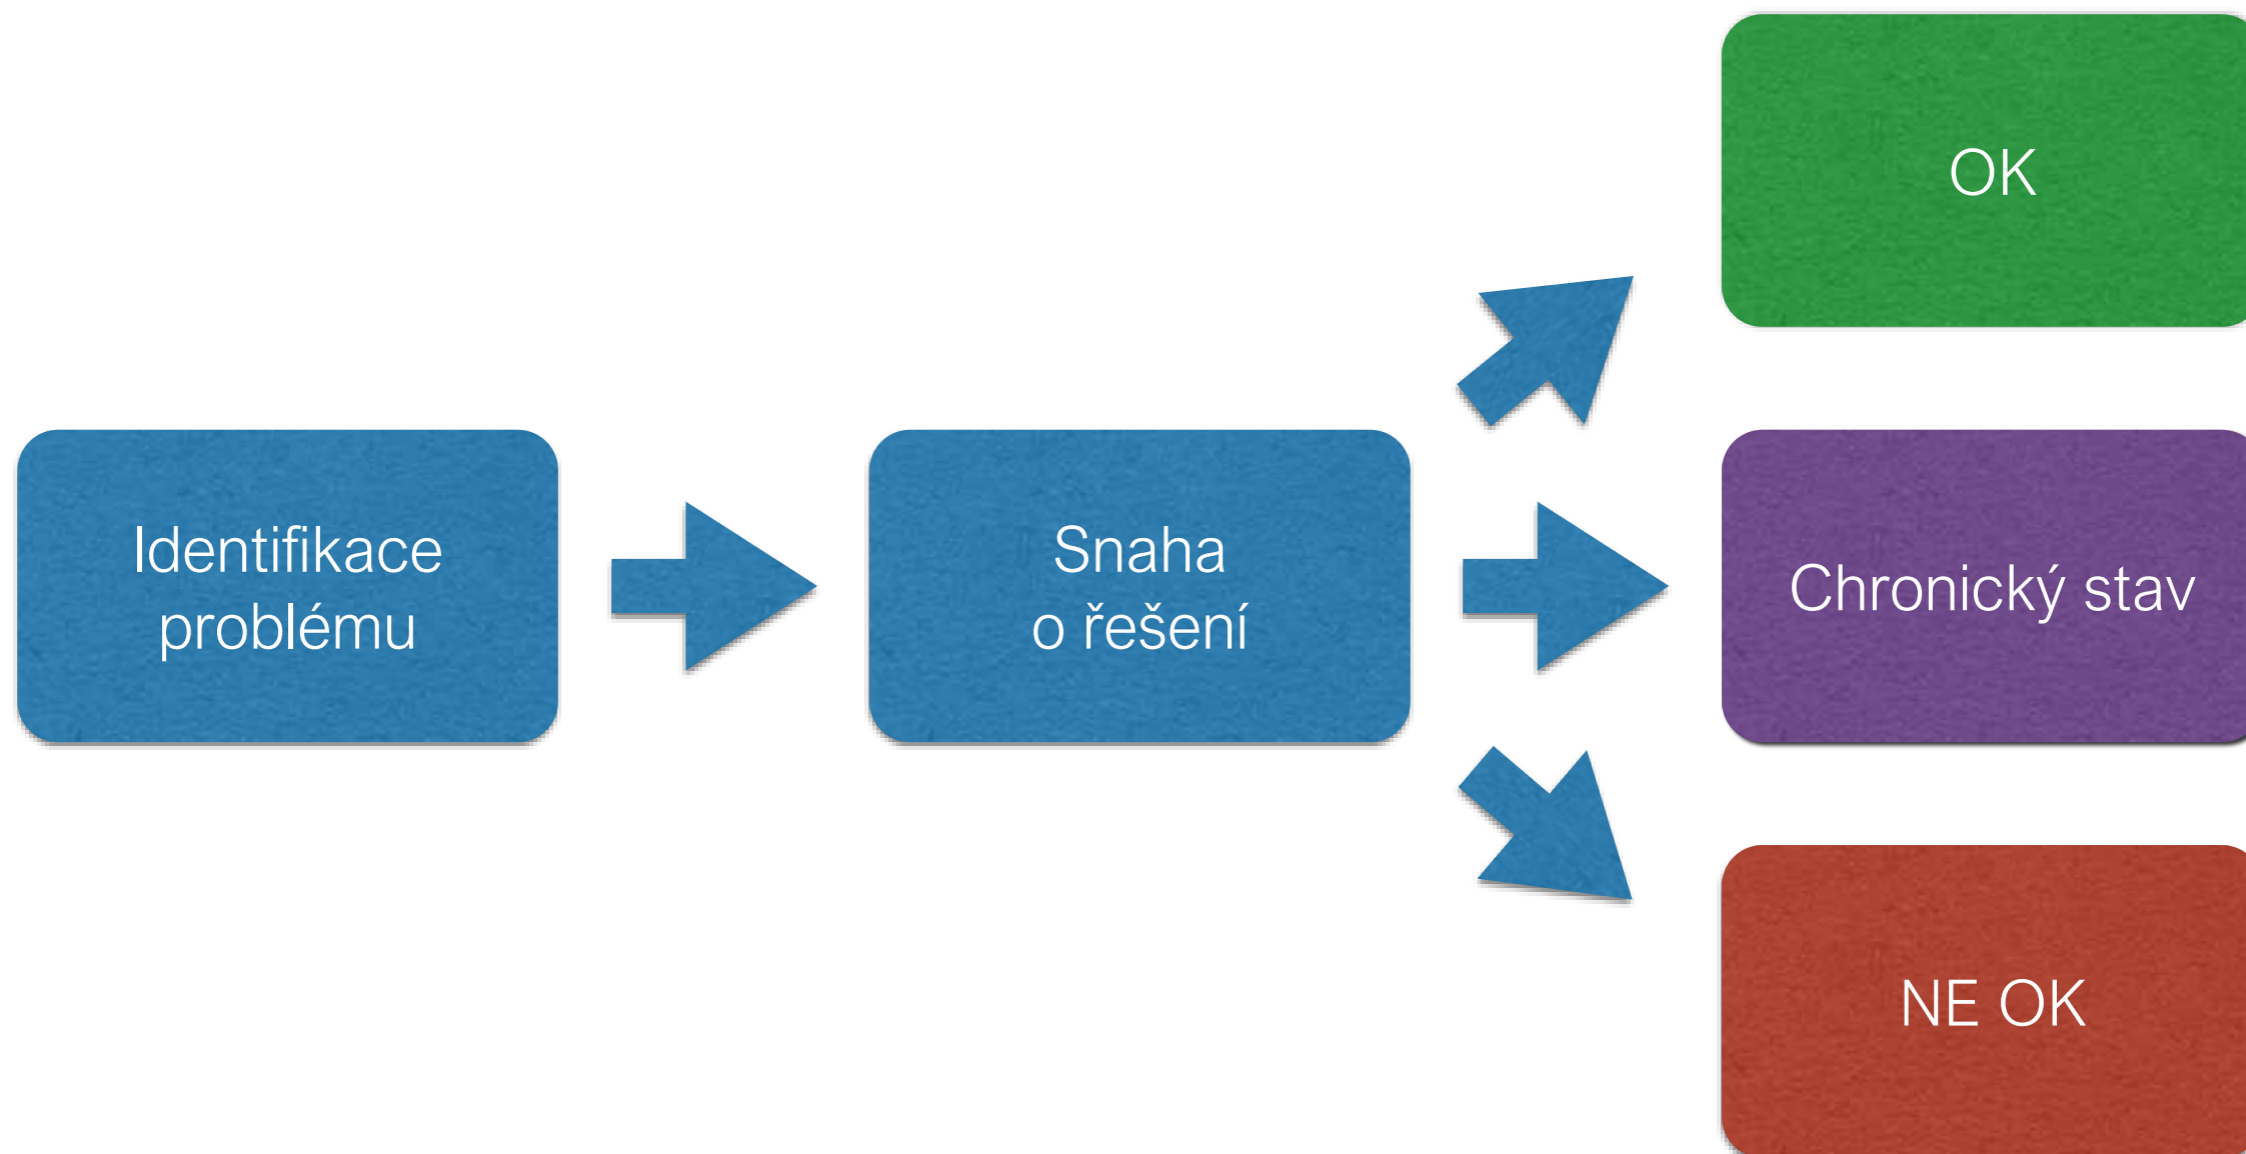 Identifikace
problému
Snaha
o řešení
OK
Chronický stav
NE OK